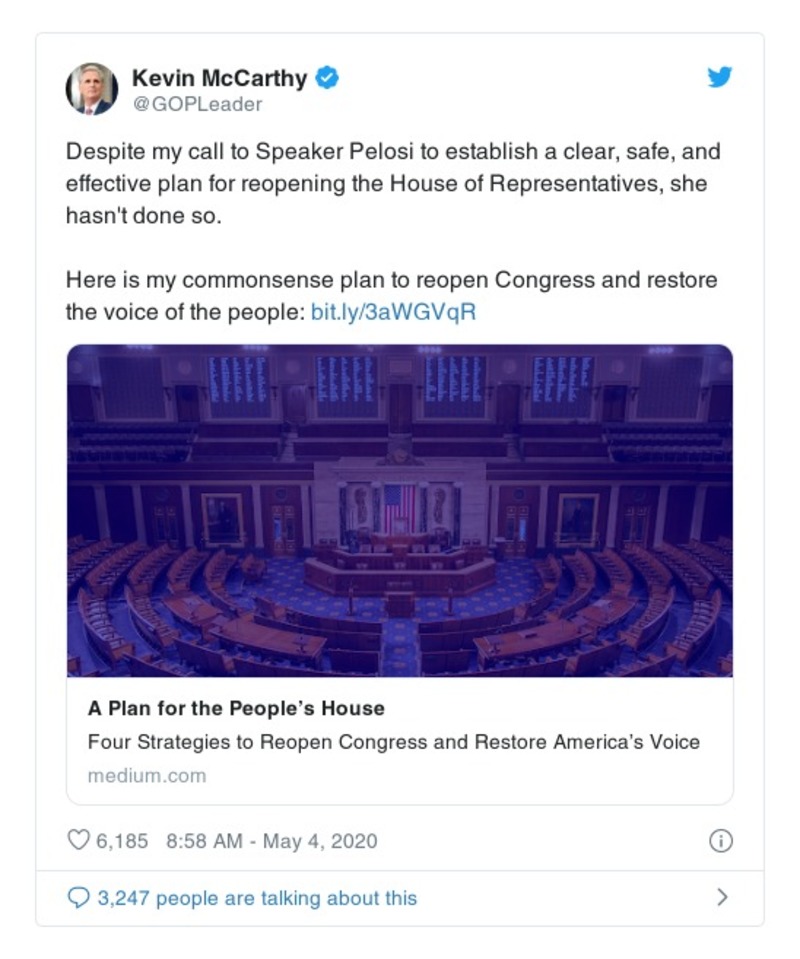 Kevin McCarthy
@GOPLeader
Despite my call to Speaker Pelosi to establish a clear, safe, and
effective plan for reopening the House of Representatives, she
hasn't done so.
Here is my commonsense plan to reopen Congress and restore
the voice of the people: bit.ly/3aWGVqR
A Plan for the People’s House
Four Strategies to Reopen Congress and Restore America’s Voice
medium.com
6,185 8:58 AM - May 4, 2020
3,247 people are talking about this